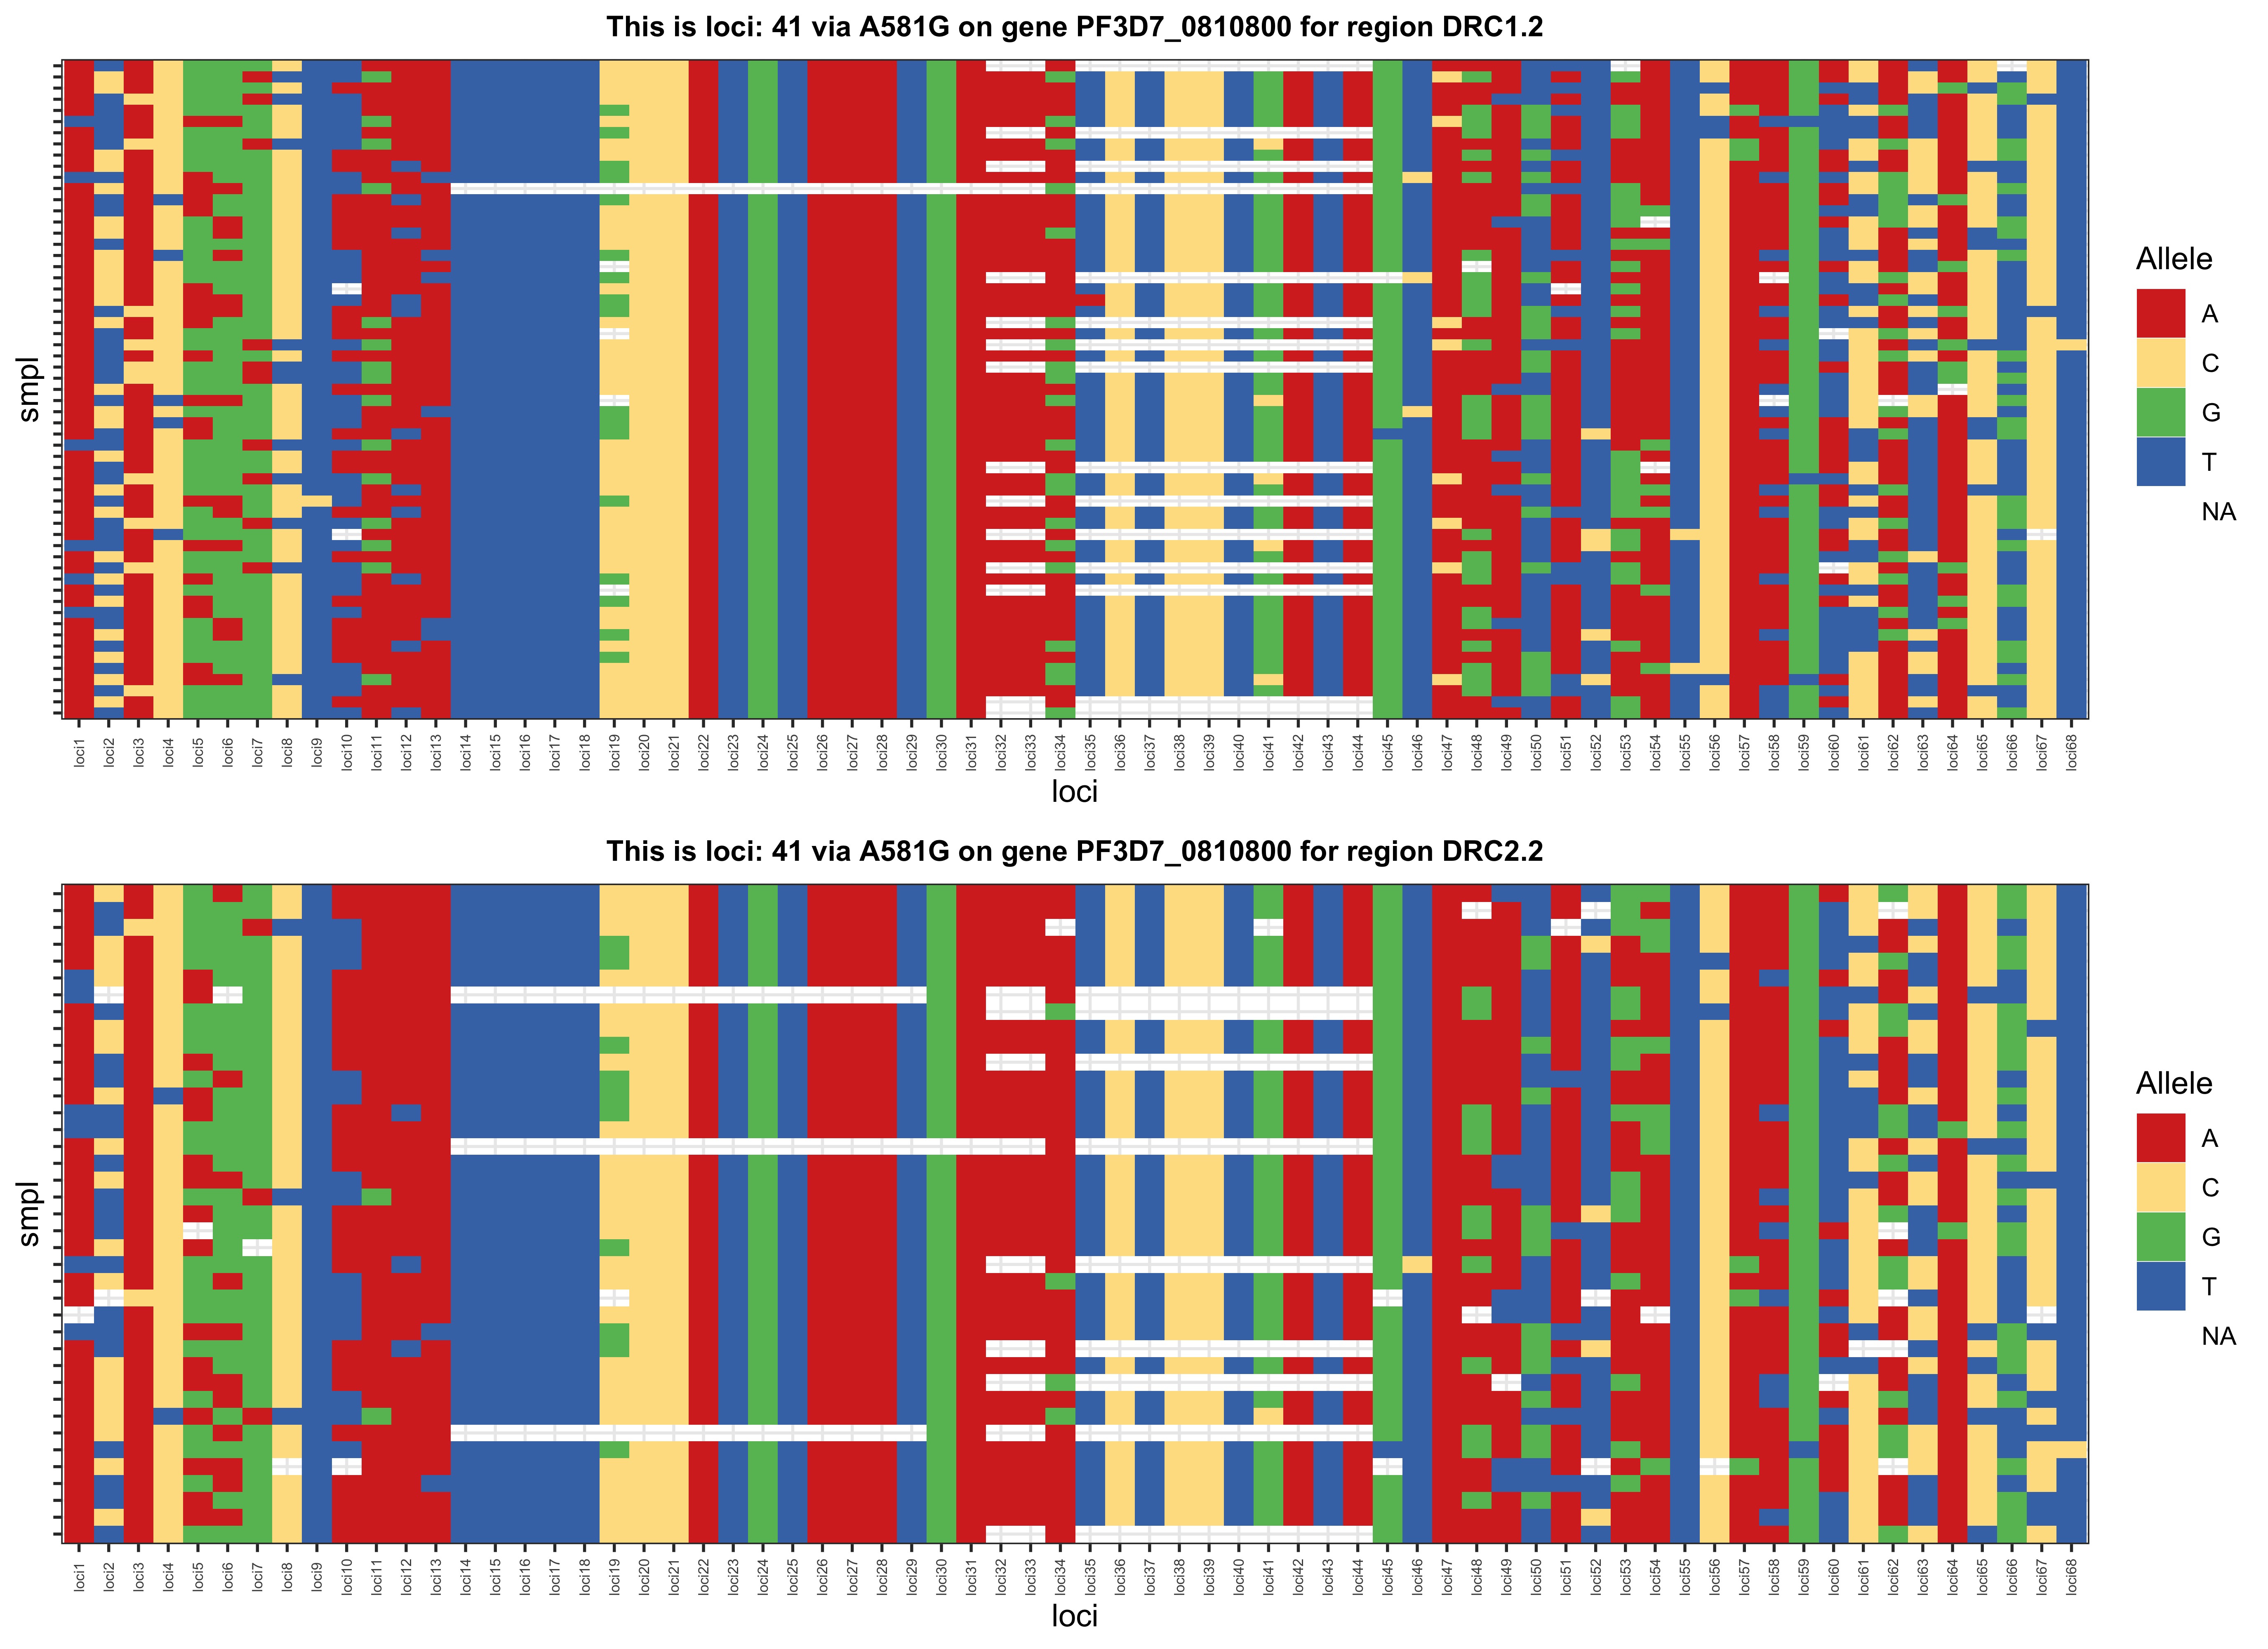 This is loci: 41 via A581G on gene PF3D7_0810800 for region DRC1.2
smpl
loci1 loci2 loci3 loci4 loci5 loci6 loci7 loci8 loci9 loci10 loci11 loci12 loci13 loci14 loci15 loci16 loci17 loci18 loci19 loci20 loci21 loci22 loci23 loci24 loci25 loci26 loci27 loci28 loci29 loci30 loci31 loci32 loci33 loci34 loci35 loci36 loci37 loci38 loci39 loci40 loci41 loci42 loci43 loci44 loci45 loci46 loci47 loci48 loci49 loci50 loci51 loci52 loci53 loci54 loci55 loci56 loci57 loci58 loci59 loci60 loci61 loci62 loci63 loci64 loci65 loci66 loci67 loci68
loci
Allele
A
C
G
T
NA
This is loci: 41 via A581G on gene PF3D7_0810800 for region DRC2.2
smpl
loci1 loci2 loci3 loci4 loci5 loci6 loci7 loci8 loci9 loci10 loci11 loci12 loci13 loci14 loci15 loci16 loci17 loci18 loci19 loci20 loci21 loci22 loci23 loci24 loci25 loci26 loci27 loci28 loci29 loci30 loci31 loci32 loci33 loci34 loci35 loci36 loci37 loci38 loci39 loci40 loci41 loci42 loci43 loci44 loci45 loci46 loci47 loci48 loci49 loci50 loci51 loci52 loci53 loci54 loci55 loci56 loci57 loci58 loci59 loci60 loci61 loci62 loci63 loci64 loci65 loci66 loci67 loci68
loci
Allele
A
C
G
T
NA